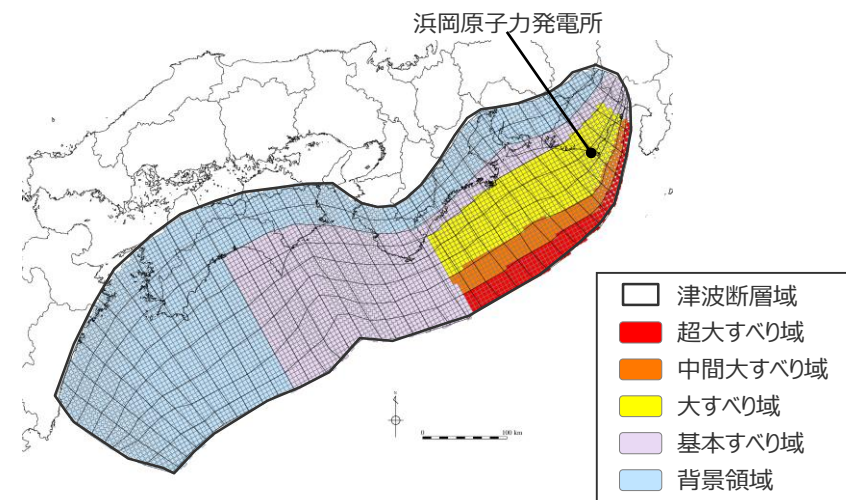 浜岡原子力発電所
津波断層域
超大すべり域
中間大すべり域
大すべり域
基本すべり域
背景領域
0
100 km